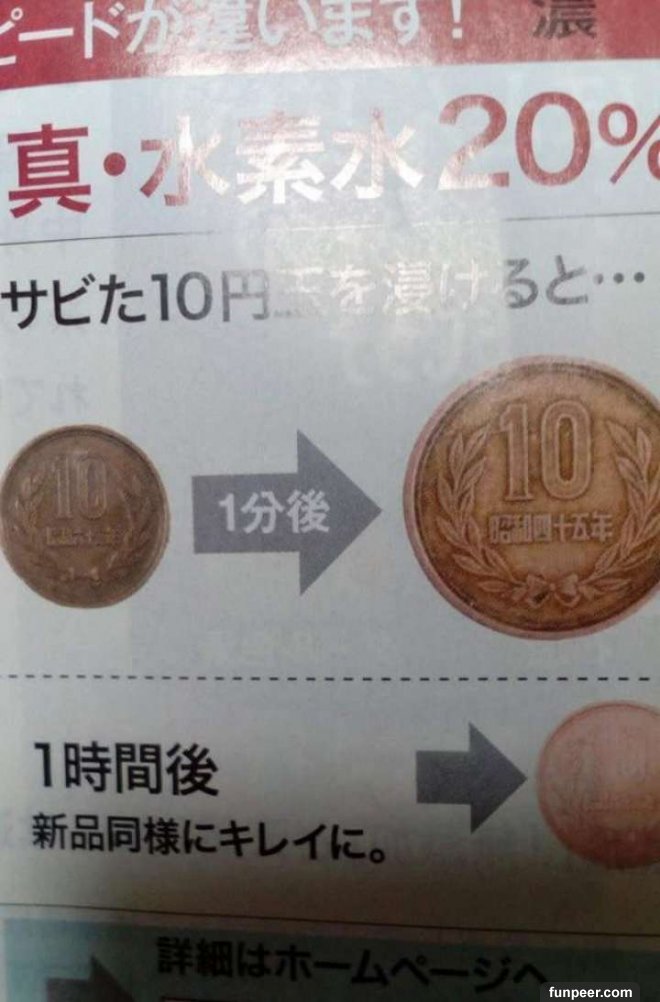 ピードが違います! 濃
真・水素水20%
サビた10円玉を浸けると…
10
1分後
10
昭和四十五年
1時間後
新品同様にキレイに。
詳細はホームページへ
funpeer.com